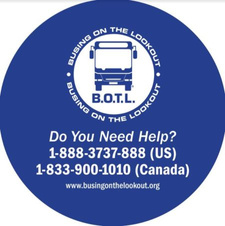 BUSING ON THE LOOKOUT
B.O.T.L.
BUSING ON THE LOOKOUT
Do You Need Help?
1-888-3737-888 (US)
1-833-900-1010 (Canada)
www.busingonthelookout.org